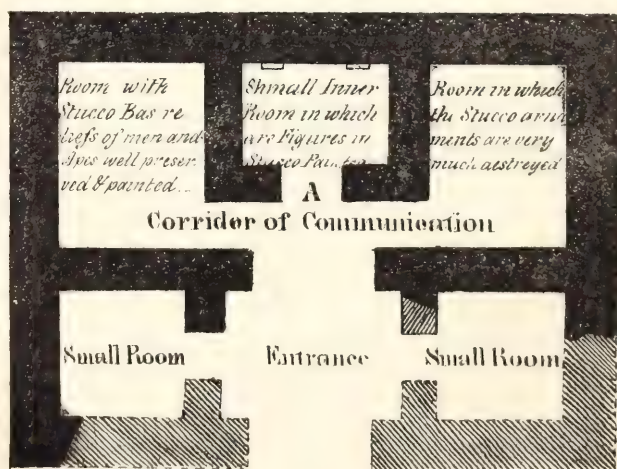 Room with
Stucco Bas re
liefs of men and
Apes well preser
ved & painted...
Shmall Inner
Room in which
are Figures in
Stucco Painted
Room in which
the Stucco orna
ments are very
much destroyed
A
Corrider of Communication
Small Room
Entrance
Small Room